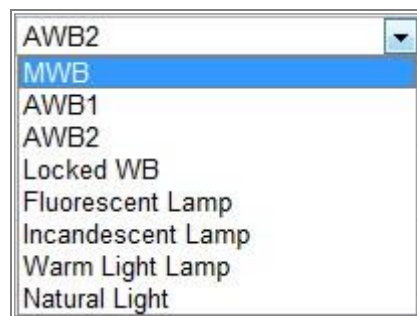 AWB2
MWB
AWB1
AWB2
Locked WB
Fluorescent Lamp
Incandescent Lamp
Warm Light Lamp
Natural Light